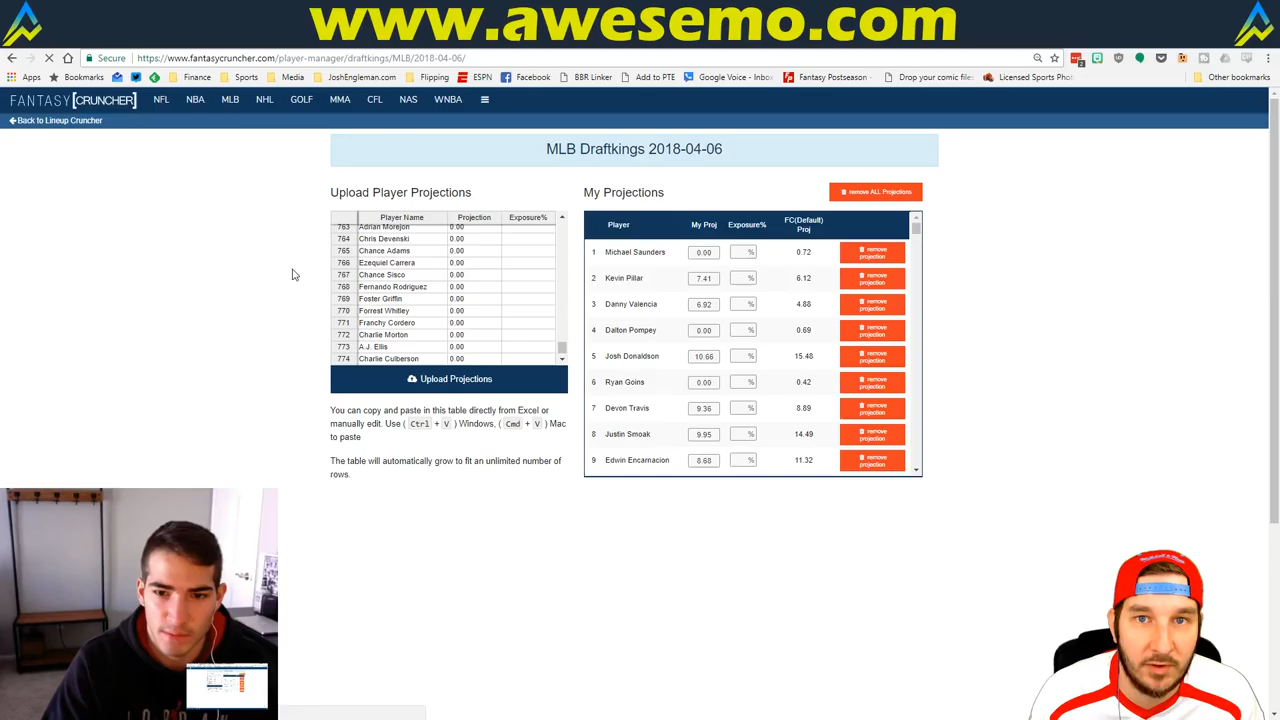 www.awesemo.com
Secure https://www.fantasycruncher.com/player-manager/draftkings/MLB/2018-04-06/
Apps Bookmarks Finance Sports Media JoshEngleman.com Flipping ESPN Facebook BBR Linker Add to PTE Google Voice - Inbox Fantasy Postseason - Drop your comic files Licensed Sports Phot Other bookmarks
FANTASY [CRUNCHER] NFL NBA MLB NHL GOLF MMA CFL NAS WNBA
Back to Lineup Cruncher
MLB Draftkings 2018-04-06
Upload Player Projections
Player Name Projection Exposure%
763 Adrian Morejon 0.00
764 Chris Devenski 0.00
765 Chance Adams 0.00
766 Ezequiel Carrera 0.00
767 Chance Sisco 0.00
768 Fernando Rodriguez 0.00
769 Foster Griffin 0.00
770 Forrest Whitley 0.00
771 Franchy Cordero 0.00
772 Charlie Morton 0.00
773 A.J. Ellis 0.00
774 Charlie Culberson 0.00
Upload Projections
You can copy and paste in this table directly from Excel or
manually edit. Use ( Ctrl + V ) Windows, ( Cmd + V ) Mac
to paste
The table will automatically grow to fit an unlimited number of
rows.
My Projections
remove ALL Projections
Player My Proj Exposure% FC(Default) Proj
1 Michael Saunders 0.00 % 0.72 remove projection
2 Kevin Pillar 7.41 % 6.12 remove projection
3 Danny Valencia 6.92 % 4.88 remove projection
4 Dalton Pompey 0.00 % 0.69 remove projection
5 Josh Donaldson 10.66 % 15.48 remove projection
6 Ryan Goins 0.00 % 0.42 remove projection
7 Devon Travis 9.36 % 8.89 remove projection
8 Justin Smoak 9.95 % 14.49 remove projection
9 Edwin Encarnacion 8.68 % 11.32 remove projection